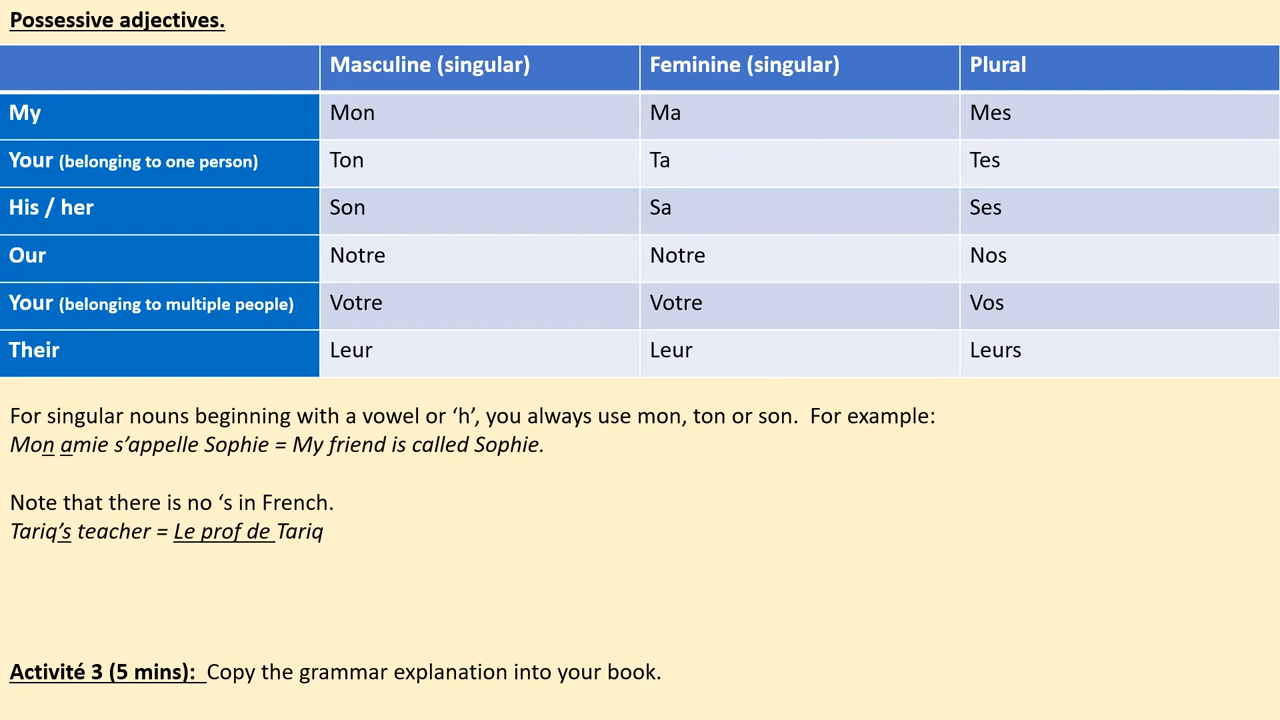 Possessive adjectives.
Masculine (singular) Feminine (singular) Plural
My Mon Ma Mes
Your (belonging to one person) Ton Ta Tes
His / her Son Sa Ses
Our Notre Notre Nos
Your (belonging to multiple people) Votre Votre Vos
Their Leur Leur Leurs
For singular nouns beginning with a vowel or ‘h’, you always use mon, ton or son.  For example:
Mon amie s’appelle Sophie = My friend is called Sophie.
Note that there is no ‘s in French.
Tariq’s teacher = Le prof de Tariq
Activité 3 (5 mins):  Copy the grammar explanation into your book.